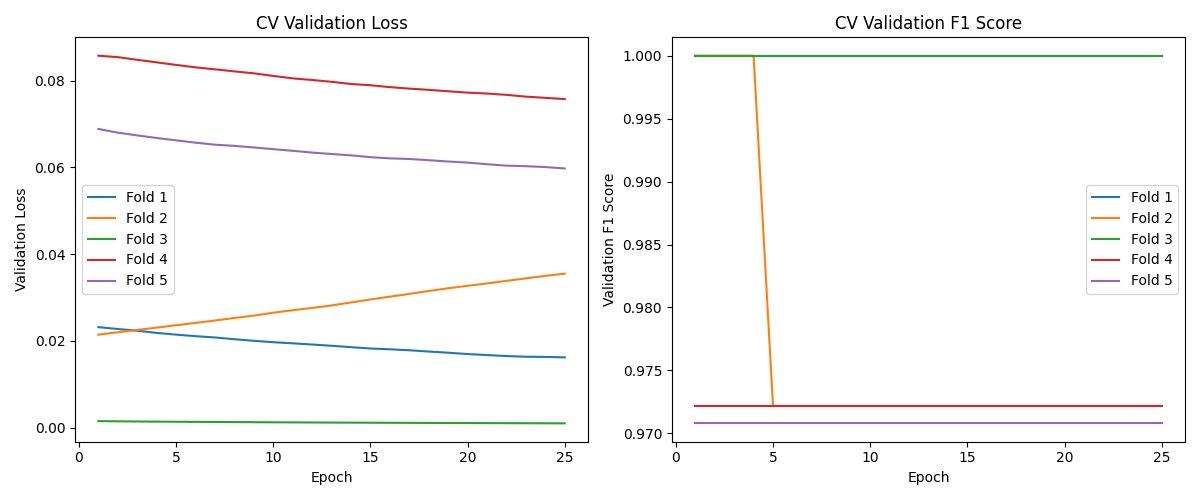 CV Validation Loss
Validation Loss
0.08
0.06
0.04
0.02
0.00
Fold 1
Fold 2
Fold 3
Fold 4
Fold 5
0 5 10 15 20 25
Epoch
CV Validation F1 Score
Validation F1 Score
1.000
0.995
0.990
0.985
0.980
0.975
0.970
Fold 1
Fold 2
Fold 3
Fold 4
Fold 5
0 5 10 15 20 25
Epoch